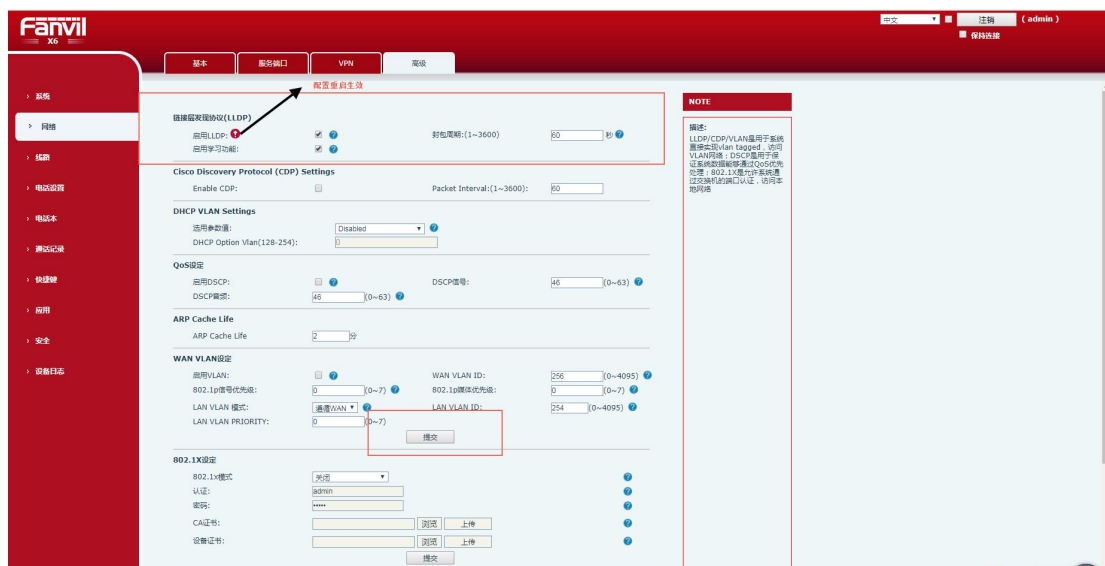 Fanvil
X6
中文
注销
( admin )
保持连接
基本
服务端口
VPN
高级
配置重启生效
› 系统
› 网络
› 线路
› 电话设置
› 电话本
› 通话记录
› 快捷键
› 应用
› 安全
› 设备日志
链接层发现协议(LLDP)
启用LLDP: 封包周期:(1~3600) 60 秒
启用学习功能:
Cisco Discovery Protocol (CDP) Settings
Enable CDP: Packet Interval:(1~3600): 60
DHCP VLAN Settings
选用参数值: Disabled
DHCP Option Vlan(128-254): 0
QoS设定
启用DSCP: DSCP信号: 46 (0~63)
DSCP音频: 46 (0~63)
ARP Cache Life
ARP Cache Life 2 分
WAN VLAN设定
启用VLAN: WAN VLAN ID: 256 (0~4095)
802.1p信号优先级: 0 (0~7) 802.1p媒体优先级: 0 (0~7)
LAN VLAN 模式: 遵循WAN LAN VLAN ID: 254 (0~4095)
LAN VLAN PRIORITY: 0 (0~7)
提交
802.1X设定
802.1x模式 关闭
认证: admin
密码: •••••
CA证书: 浏览 上传
设备证书: 浏览 上传
提交
NOTE
描述:
LLDP/CDP/VLAN是用于系统
直接实现vlan tagged，访问
VLAN网络；DSCP是用于保
证系统数据能够通过QoS优先
处理；802.1X是允许系统通
过交换机的端口认证，访问本
地网络